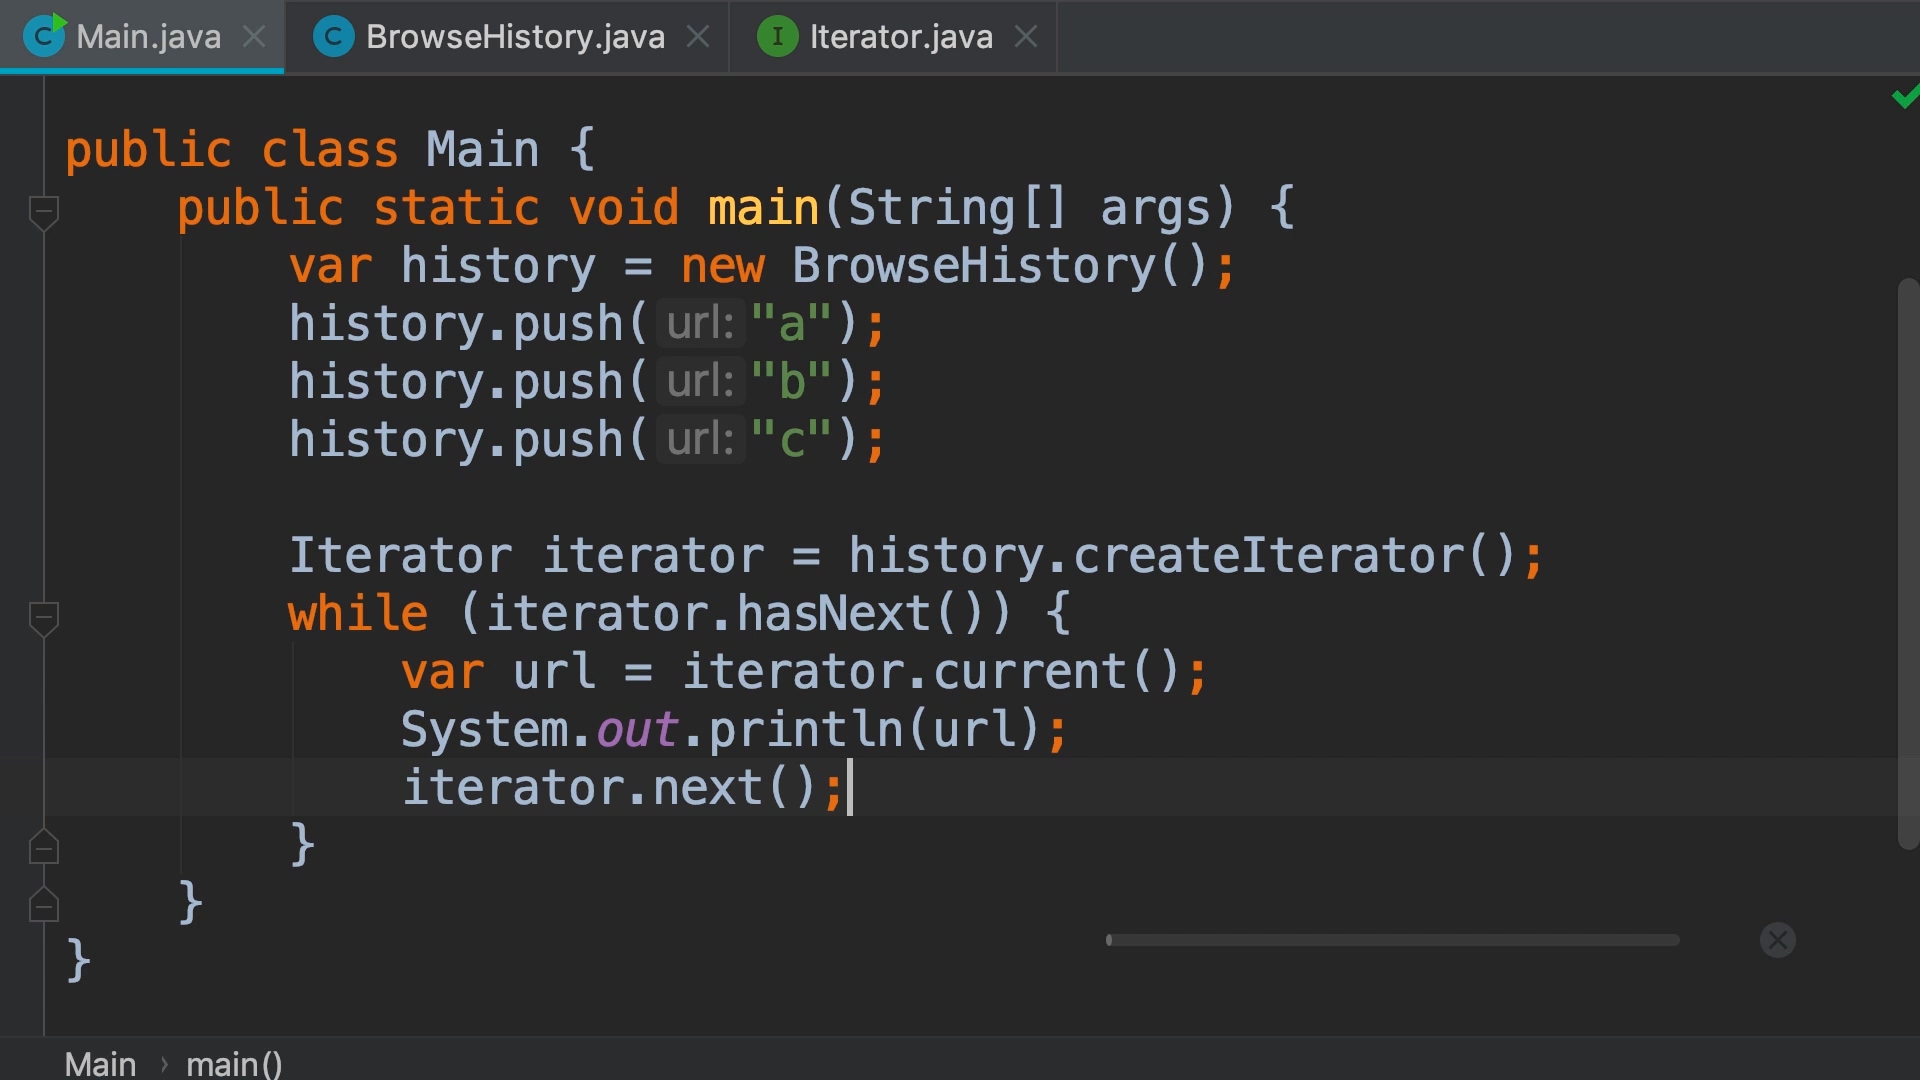 Main.java BrowseHistory.java Iterator.java
public class Main {
public static void main(String[] args) {
var history = new BrowseHistory();
history.push( url: "a");
history.push( url: "b");
history.push( url: "c");
Iterator iterator = history.createIterator();
while (iterator.hasNext()) {
var url = iterator.current();
System.out.println(url);
iterator.next();
}
}
}
Main › main()